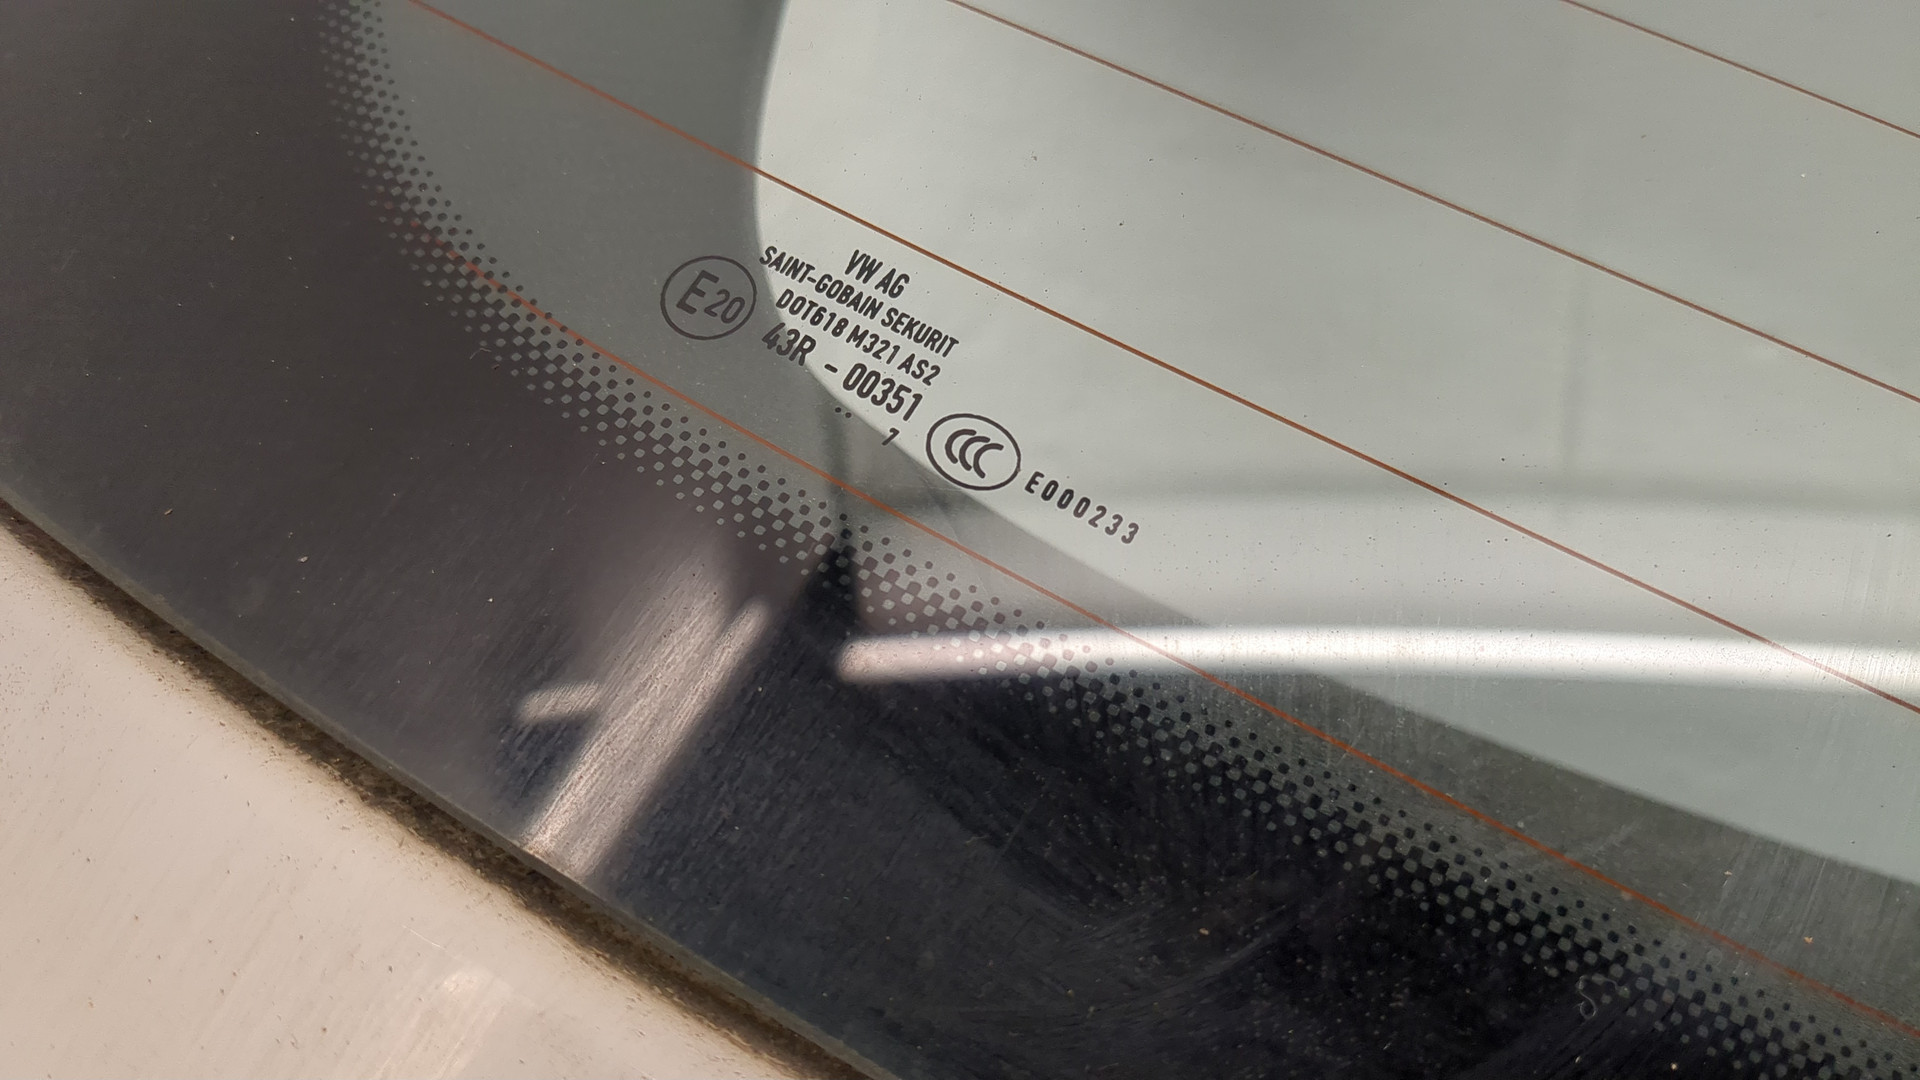 VW AG
SAINT-GOBAIN SEKURIT
E20
DOT618 M321 AS2
43R - 00351
.. 7
CCC E000233